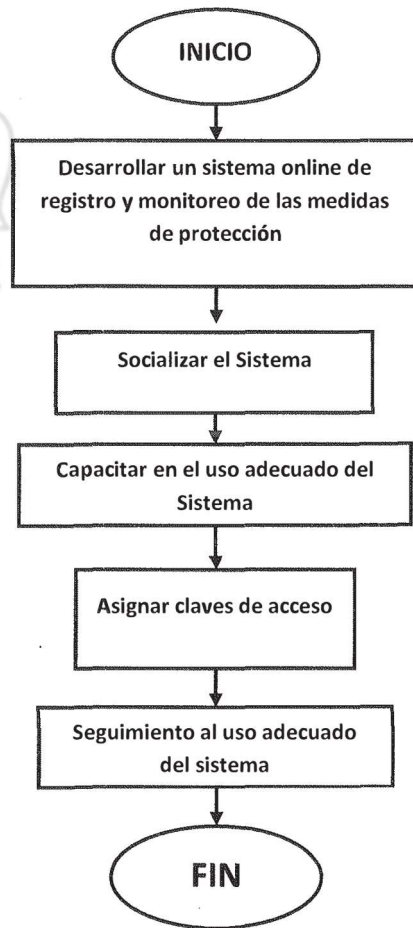 INICIO
Desarrollar un sistema online de
registro y monitoreo de las medidas
de protección
Socializar el Sistema
Capacitar en el uso adecuado del
Sistema
Asignar claves de acceso
Seguimiento al uso adecuado
del sistema
FIN